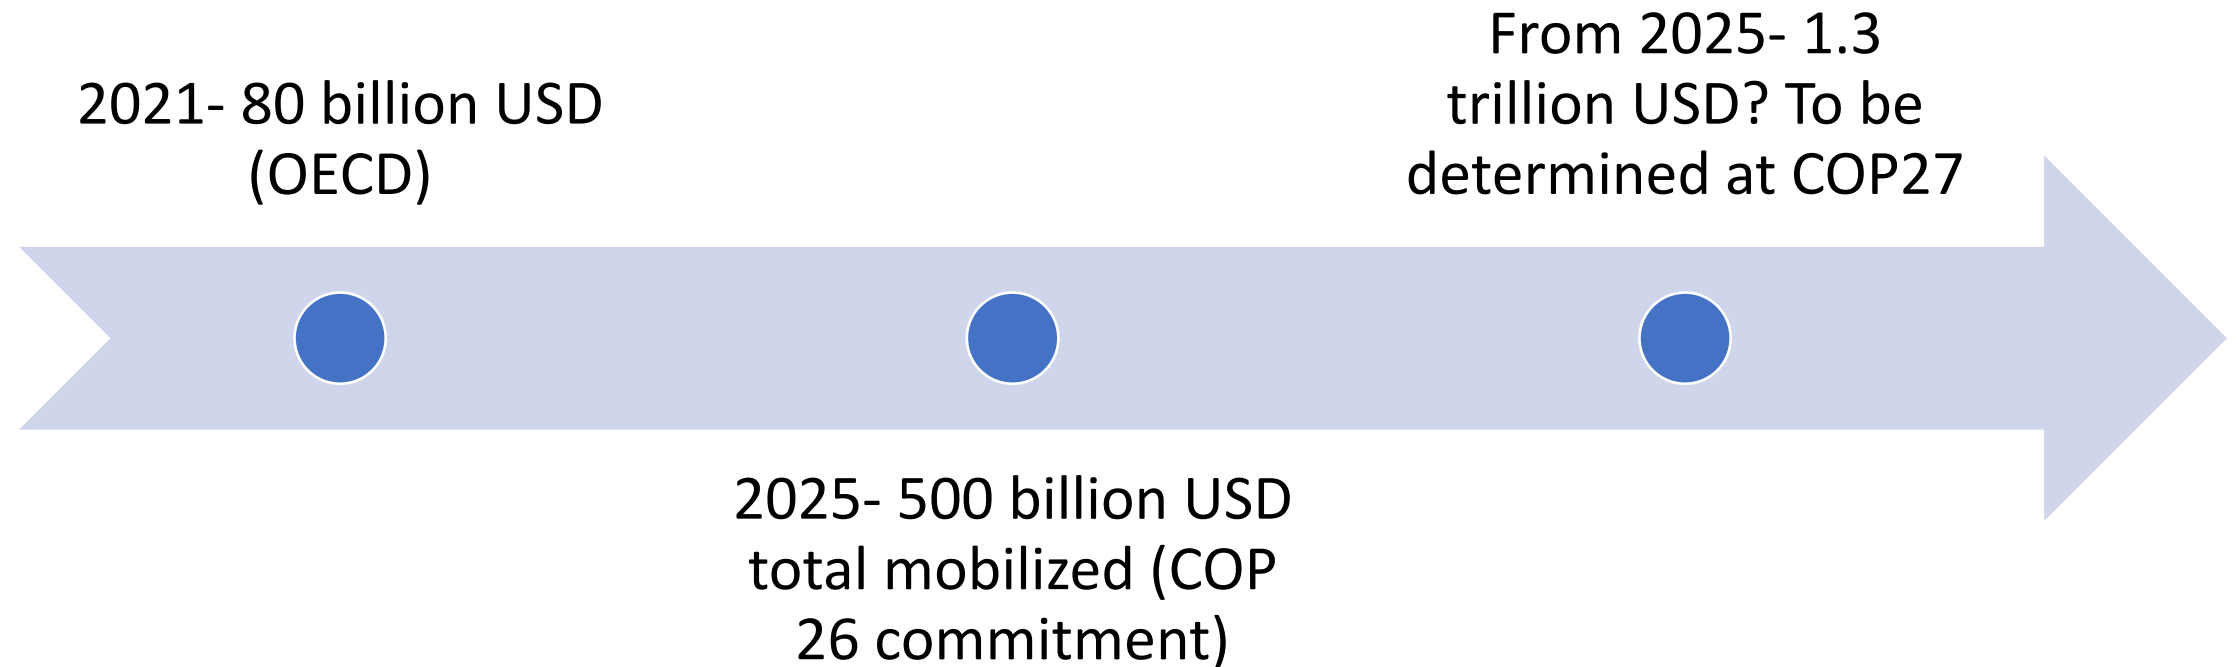 2021- 80 billion USD
(OECD)
2025- 500 billion USD
total mobilized (COP
26 commitment)
From 2025- 1.3
trillion USD? To be
determined at COP27